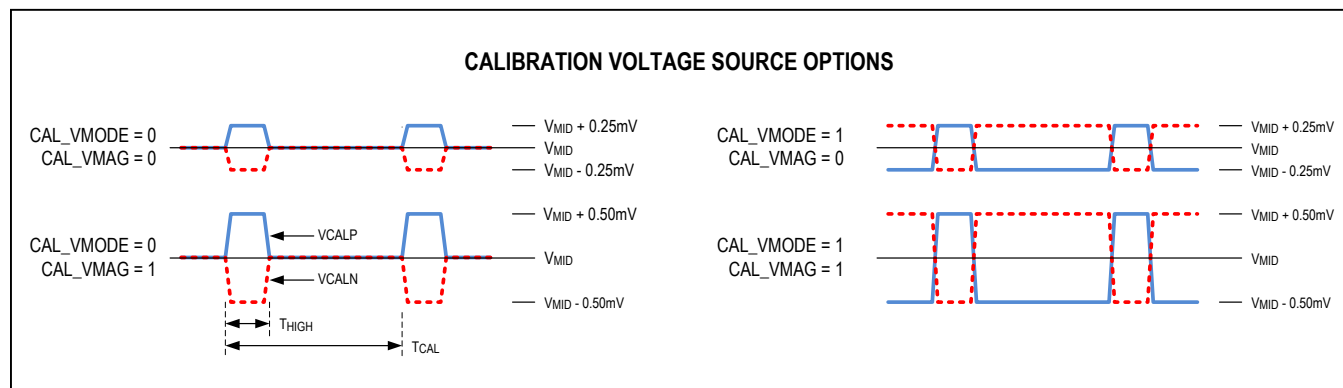 CALIBRATION VOLTAGE SOURCE OPTIONS
CAL_VMODE = 0
CAL_VMAG = 0
VMID + 0.25mV
VMID
VMID - 0.25mV
CAL_VMODE = 0
CAL_VMAG = 1
VCALP
VCALN
VMID + 0.50mV
VMID
VMID - 0.50mV
THIGH
TCAL
CAL_VMODE = 1
CAL_VMAG = 0
VMID + 0.25mV
VMID
VMID - 0.25mV
CAL_VMODE = 1
CAL_VMAG = 1
VMID + 0.50mV
VMID
VMID - 0.50mV